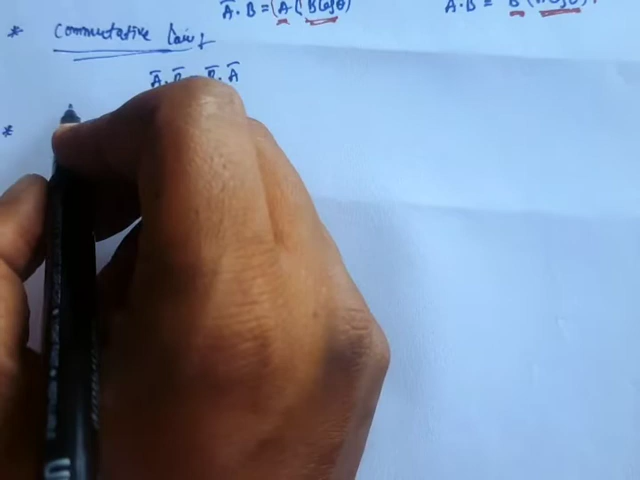 Ā · B = (A)(B Cosθ) A·B = B (A Cosθ).
* Commutative law,
Ā·B̄ = B̄·Ā
*